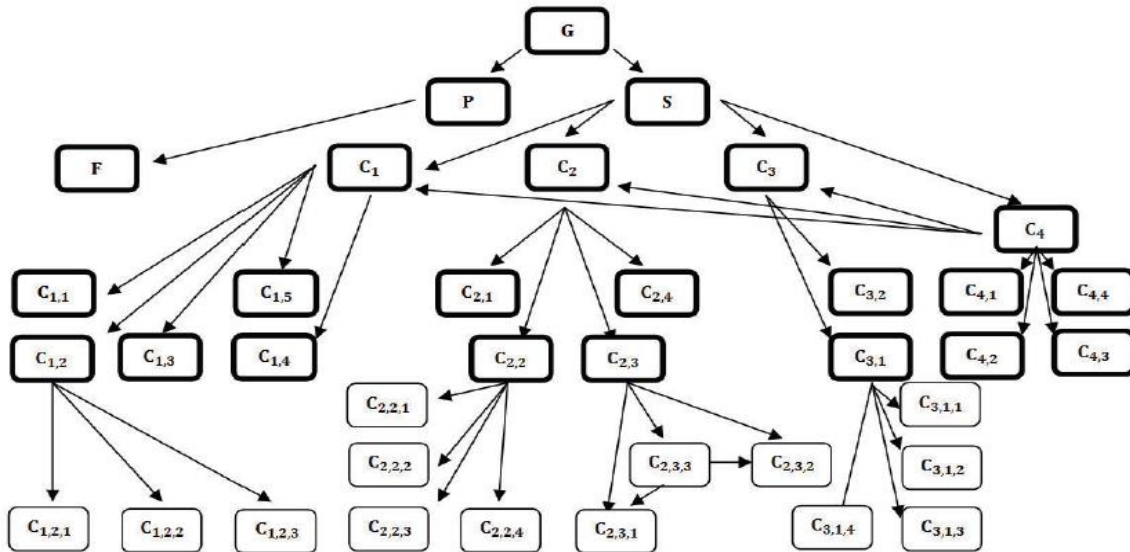 G
P S
F C₁ C₂ C₃
C₄
C₁,₁ C₁,₅ C₂,₁ C₂,₄ C₃,₂ C₄,₁ C₄,₄
C₁,₂ C₁,₃ C₁,₄ C₂,₂ C₂,₃ C₃,₁ C₄,₂ C₄,₃
C₂,₂,₁ C₃,₁,₁
C₂,₂,₂ C₂,₃,₃ C₂,₃,₂ C₃,₁,₂
C₁,₂,₁ C₁,₂,₂ C₁,₂,₃ C₂,₂,₃ C₂,₂,₄ C₂,₃,₁ C₃,₁,₄ C₃,₁,₃